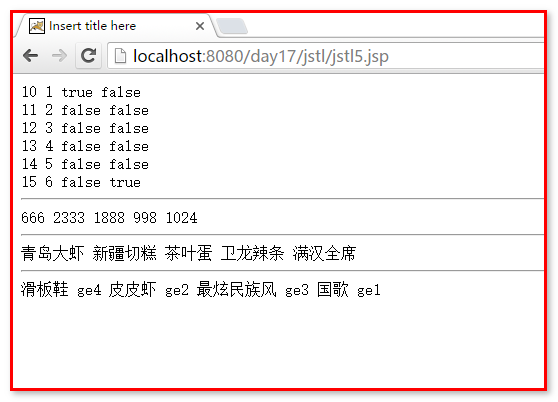 Insert title here
localhost:8080/day17/jstl/jstl5.jsp
10 1 true false
11 2 false false
12 3 false false
13 4 false false
14 5 false false
15 6 false true
666 2333 1888 998 1024
青岛大虾 新疆切糕 茶叶蛋 卫龙辣条 满汉全席
滑板鞋 ge4 皮皮虾 ge2 最炫民族风 ge3 国歌 ge1